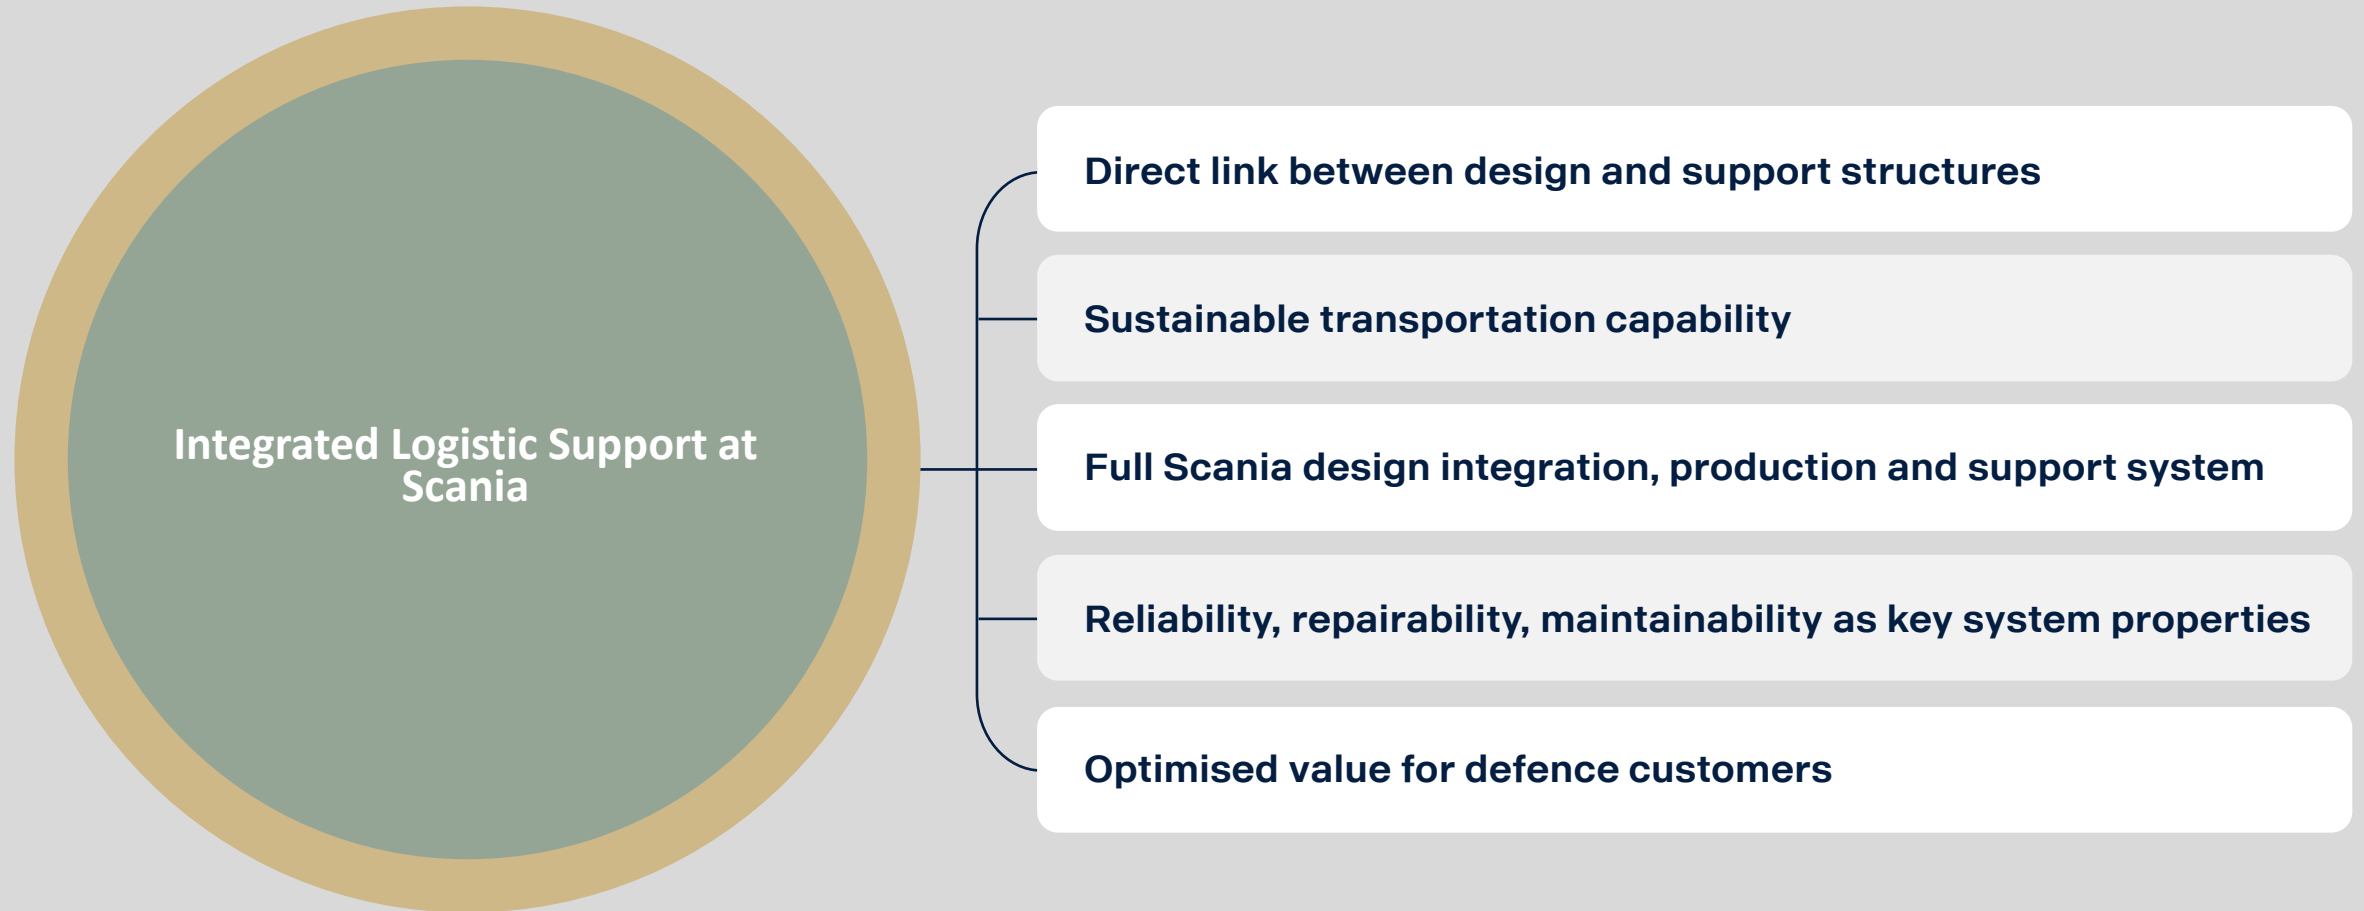 Integrated Logistic Support at
Scania
Direct link between design and support structures
Sustainable transportation capability
Full Scania design integration, production and support system
Reliability, repairability, maintainability as key system properties
Optimised value for defence customers